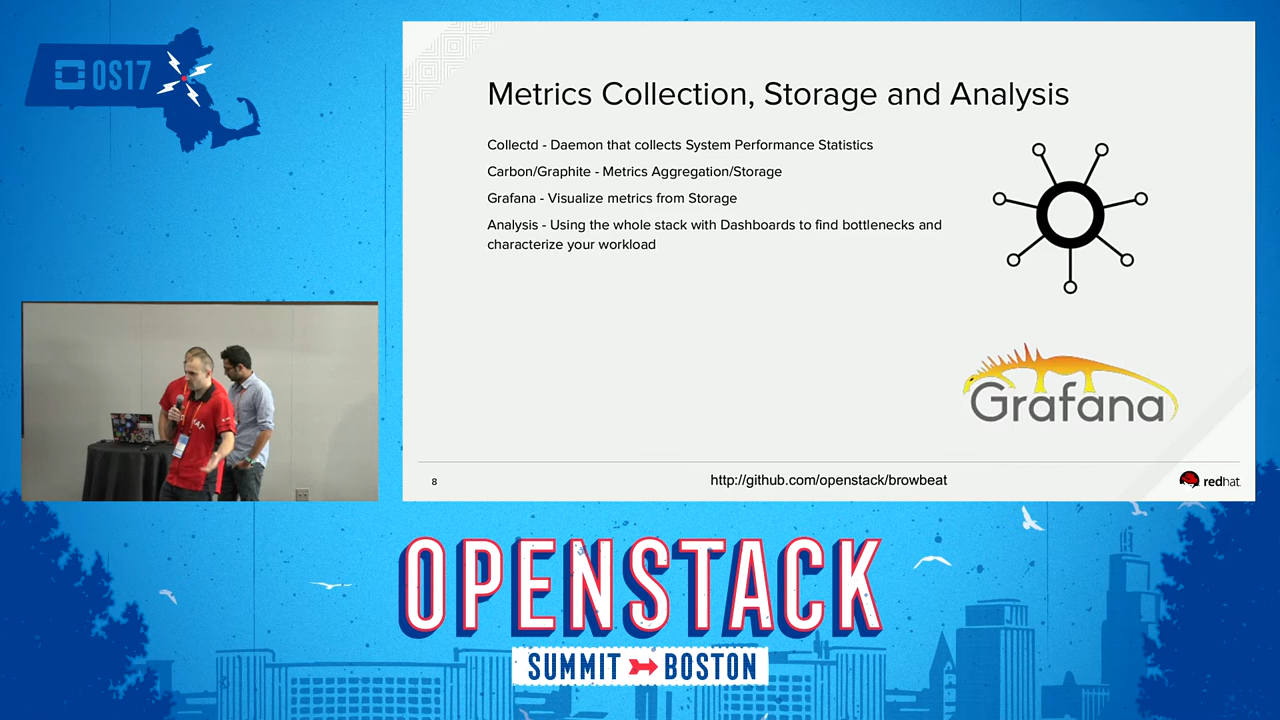 OS17
Metrics Collection, Storage and Analysis
Collectd - Daemon that collects System Performance Statistics
Carbon/Graphite - Metrics Aggregation/Storage
Grafana - Visualize metrics from Storage
Analysis - Using the whole stack with Dashboards to find bottlenecks and
characterize your workload
Grafana
8
http://github.com/openstack/browbeat
redhat.
OPENSTACK
SUMMIT BOSTON